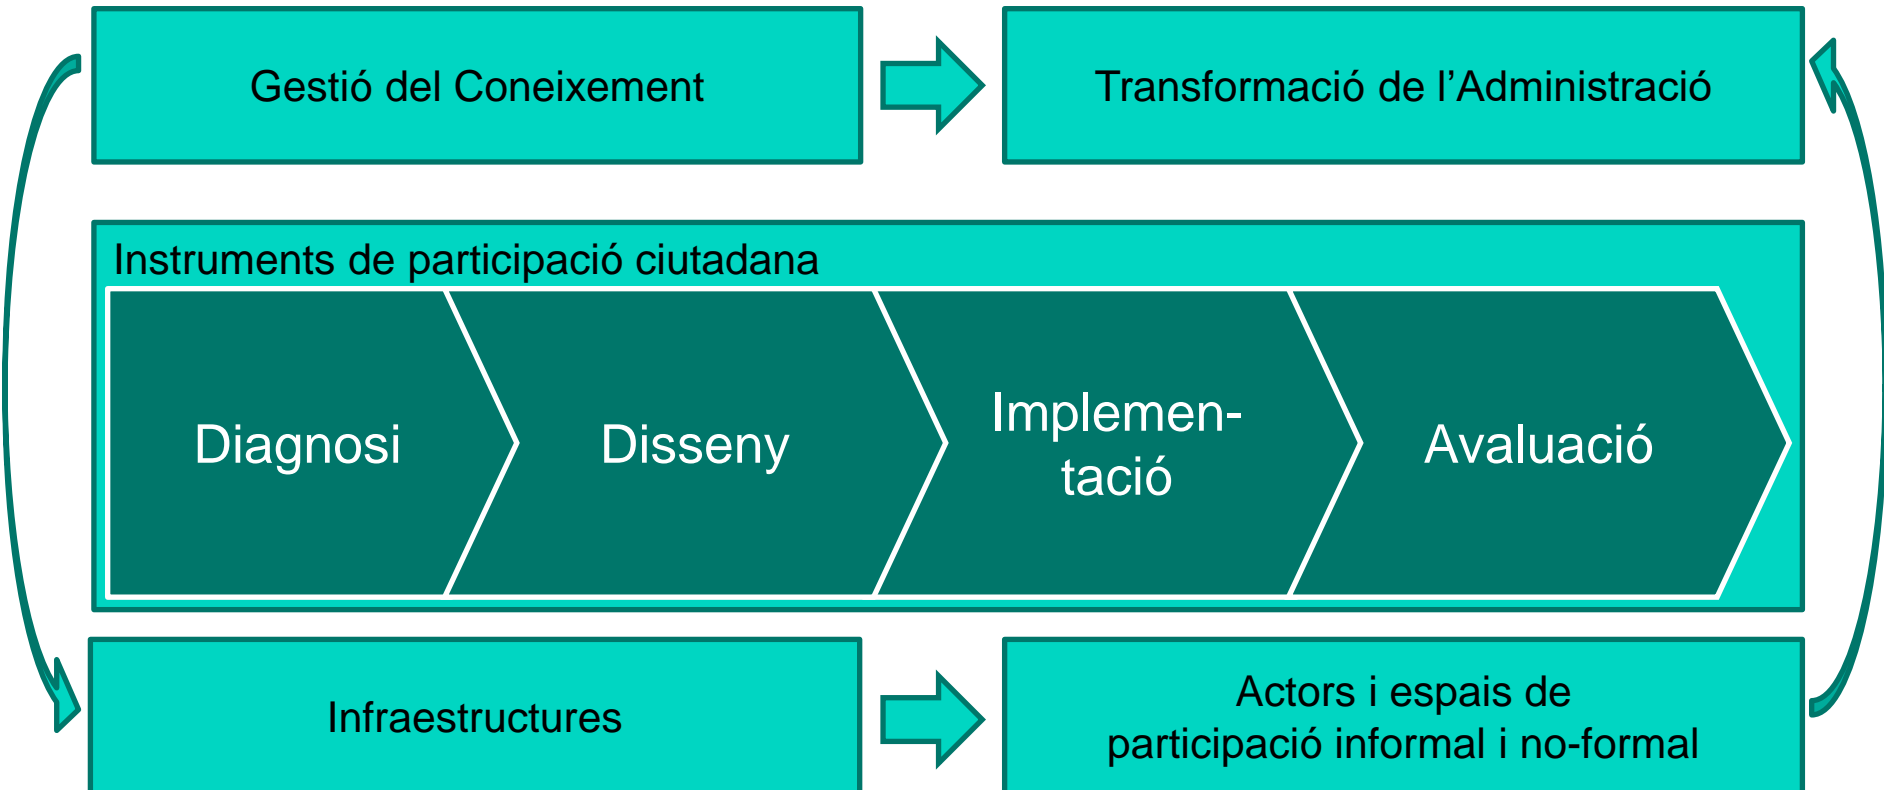 Gestió del Coneixement
Transformació de l’Administració
Instruments de participació ciutadana
Diagnosi
Disseny
Implemen-
tació
Avaluació
Infraestructures
Actors i espais de
participació informal i no-formal